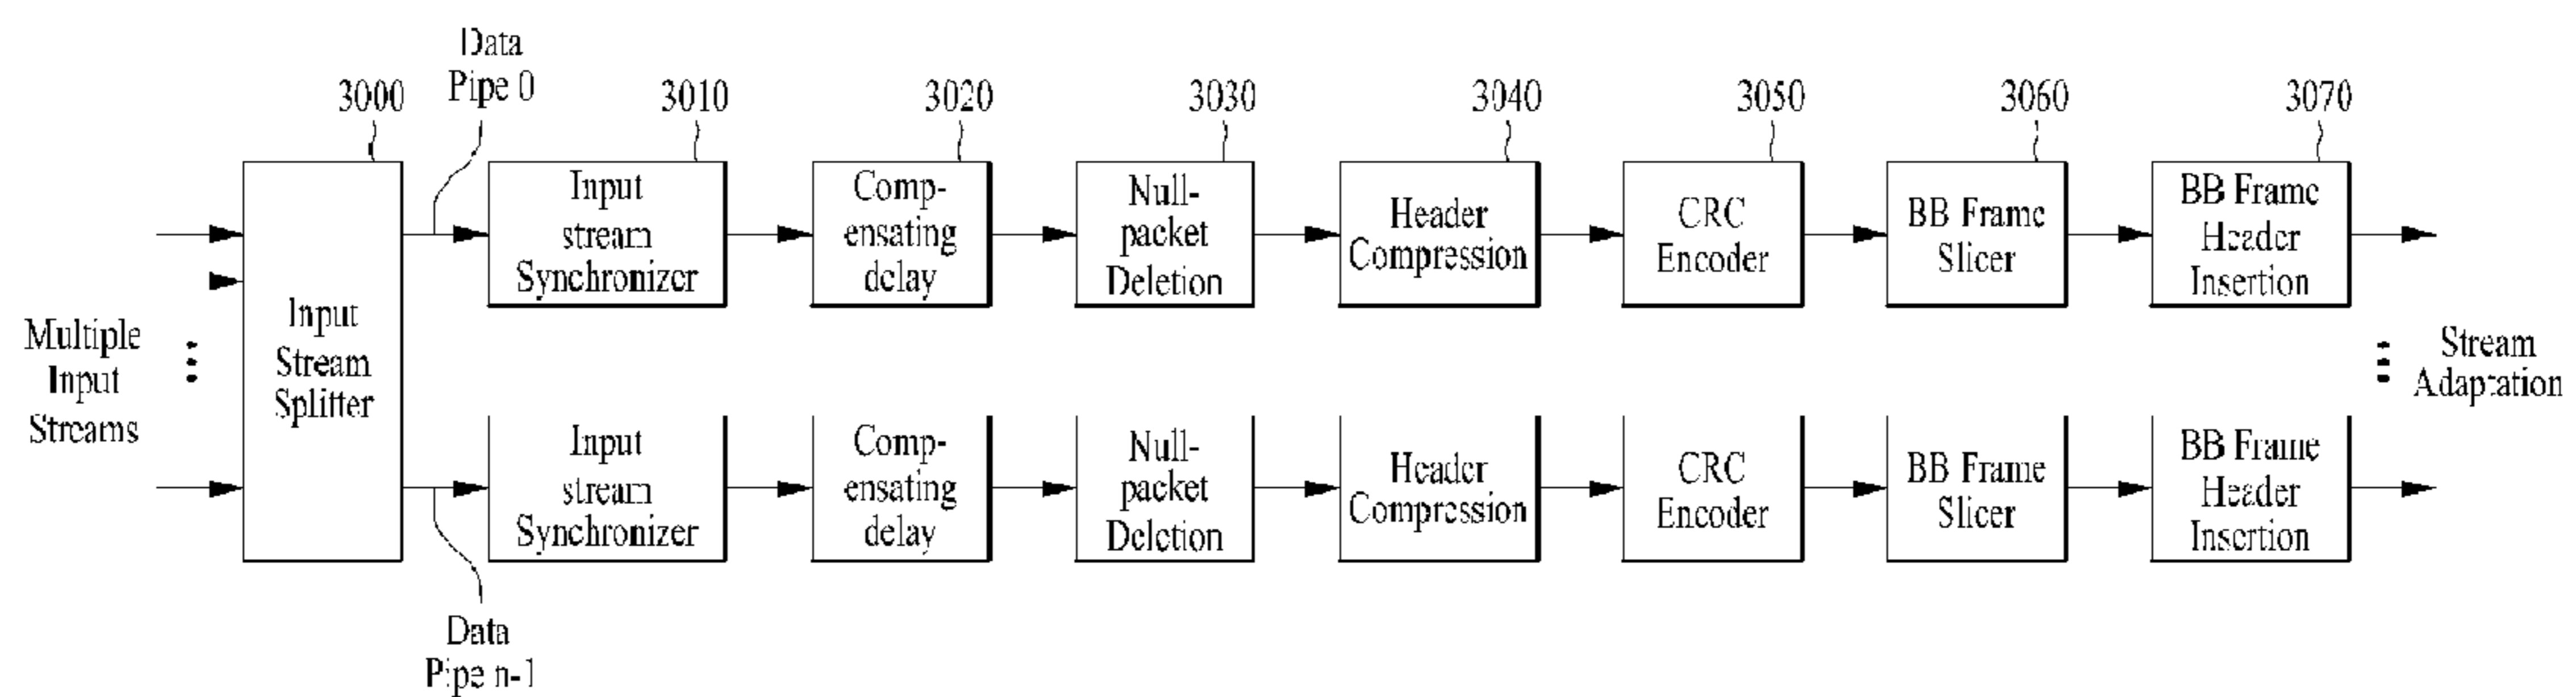 Data
Pipe 0
3000
3010
3020
3030
3040
3050
3060
3070
Multiple
Input
Streams
Input
Stream
Splitter
Input
stream
Synchronizer
Comp-
ensating
delay
Null-
packet
Deletion
Header
Compression
CRC
Encoder
BB Frame
Slicer
BB Frame
Header
Insertion
Stream
Adaptation
Input
stream
Synchronizer
Comp-
ensating
delay
Null-
packet
Deletion
Header
Compression
CRC
Encoder
BB Frame
Slicer
BB Frame
Header
Insertion
Data
Pipe n-1